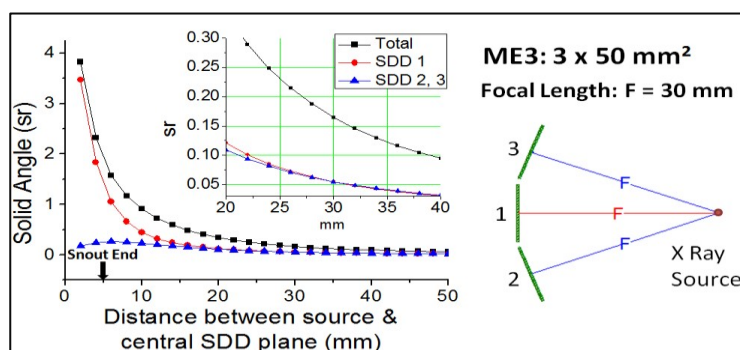 4
3
2
1
0
Solid Angle (sr)
Snout End
0
10
20
30
40
50
Distance between source &
central SDD plane (mm)
0.30
0.25
0.20
0.15
0.10
0.05
sr
20
25
30
35
40
mm
Total
SDD 1
SDD 2, 3
ME3: 3 x 50 mm²
Focal Length: F = 30 mm
3
F
1
F
F
2
X Ray
Source